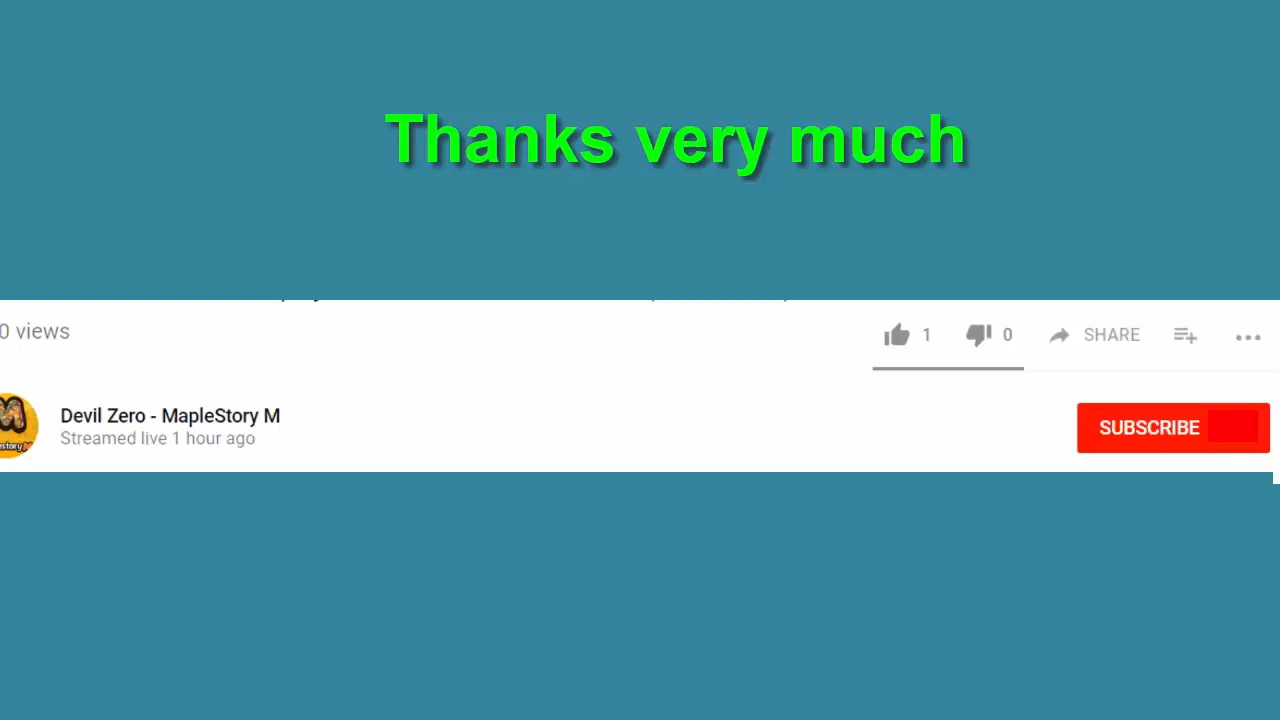 Thanks very much
0 views
1
0
SHARE
Devil Zero - MapleStory M
Streamed live 1 hour ago
SUBSCRIBE